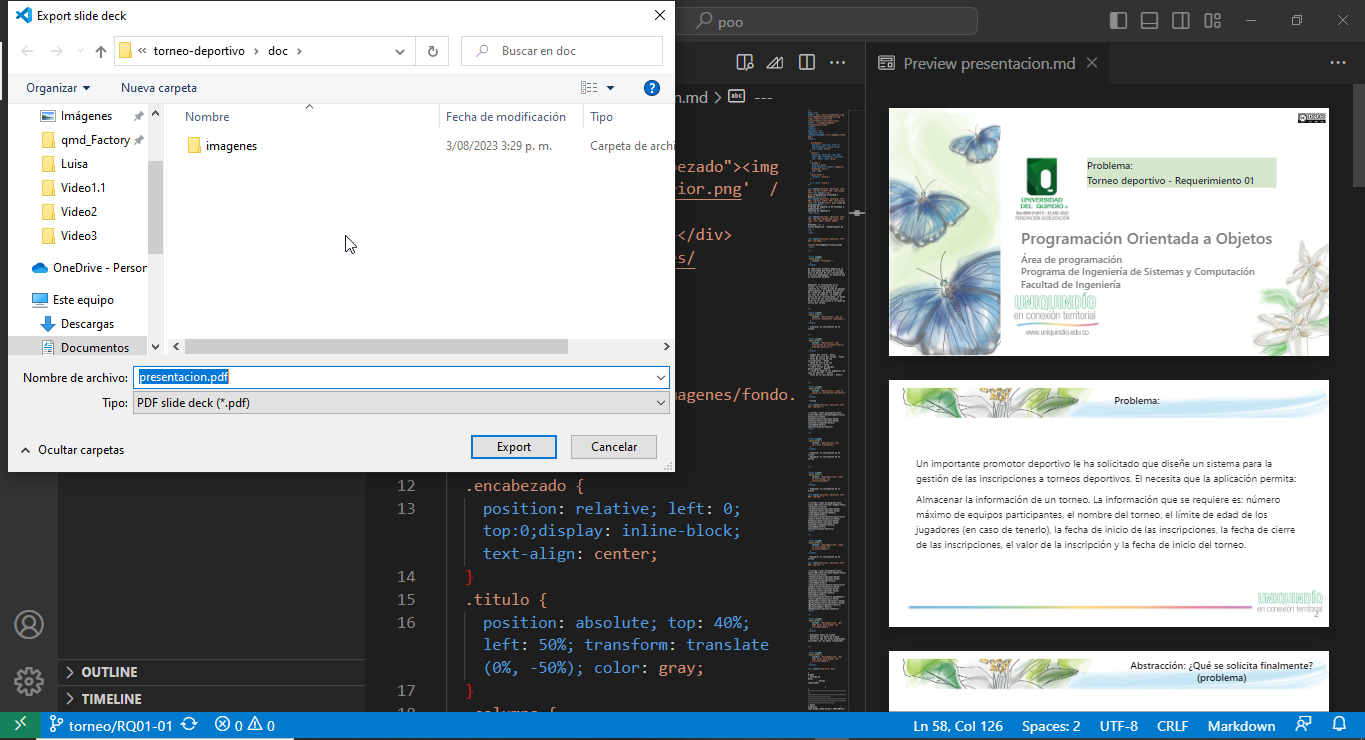 Export slide deck
poo
« torneo-deportivo > doc >
Buscar en doc
Organizar
Nueva carpeta
Imágenes
qmd_Factory
Luisa
Video1.1
Video2
Video3
OneDrive - Person
Este equipo
Descargas
Documentos
Nombre
Fecha de modificación
Tipo
imagenes
3/08/2023 3:29 p. m.
Carpeta de archi
Nombre de archivo:
presentacion.pdf
Tipo:
PDF slide deck (*.pdf)
Ocultar carpetas
Export
Cancelar
n.md > abc ---
ezado"><img
ior.png' /
</div>
s/
magenes/fondo.
12 .encabezado {
13 position: relative; left: 0;
top:0;display: inline-block;
text-align: center;
14 }
15 .titulo {
16 position: absolute; top: 40%;
left: 50%; transform: translate
(0%, -50%); color: gray;
17 }
18 .columns {
OUTLINE
TIMELINE
Preview presentacion.md
Problema:
Torneo deportivo - Requerimiento 01
UNIVERSIDAD
DEL QUINDÍO
Programación Orientada a Objetos
Área de programación
Programa de Ingeniería de Sistemas y Computación
Facultad de Ingeniería
UNIQUINDÍO
en conexión territorial
www.uniquindio.edu.co
Problema:
Un importante promotor deportivo le ha solicitado que diseñe un sistema para la
gestión de las inscripciones a torneos deportivos. El necesita que la aplicación permita:
Almacenar la información de un torneo. La información que se requiere es: número
máximo de equipos participantes, el nombre del torneo, el límite de edad de los
jugadores (en caso de tenerlo), la fecha de inicio de las inscripciones, la fecha de cierre
de las inscripciones, el valor de la inscripción y la fecha de inicio del torneo.
UNIQUINDÍO
en conexión territorial
2
Abstracción: ¿Qué se solicita finalmente?
(problema)
torneo/RQ01-01
0
0
Ln 58, Col 126
Spaces: 2
UTF-8
CRLF
Markdown